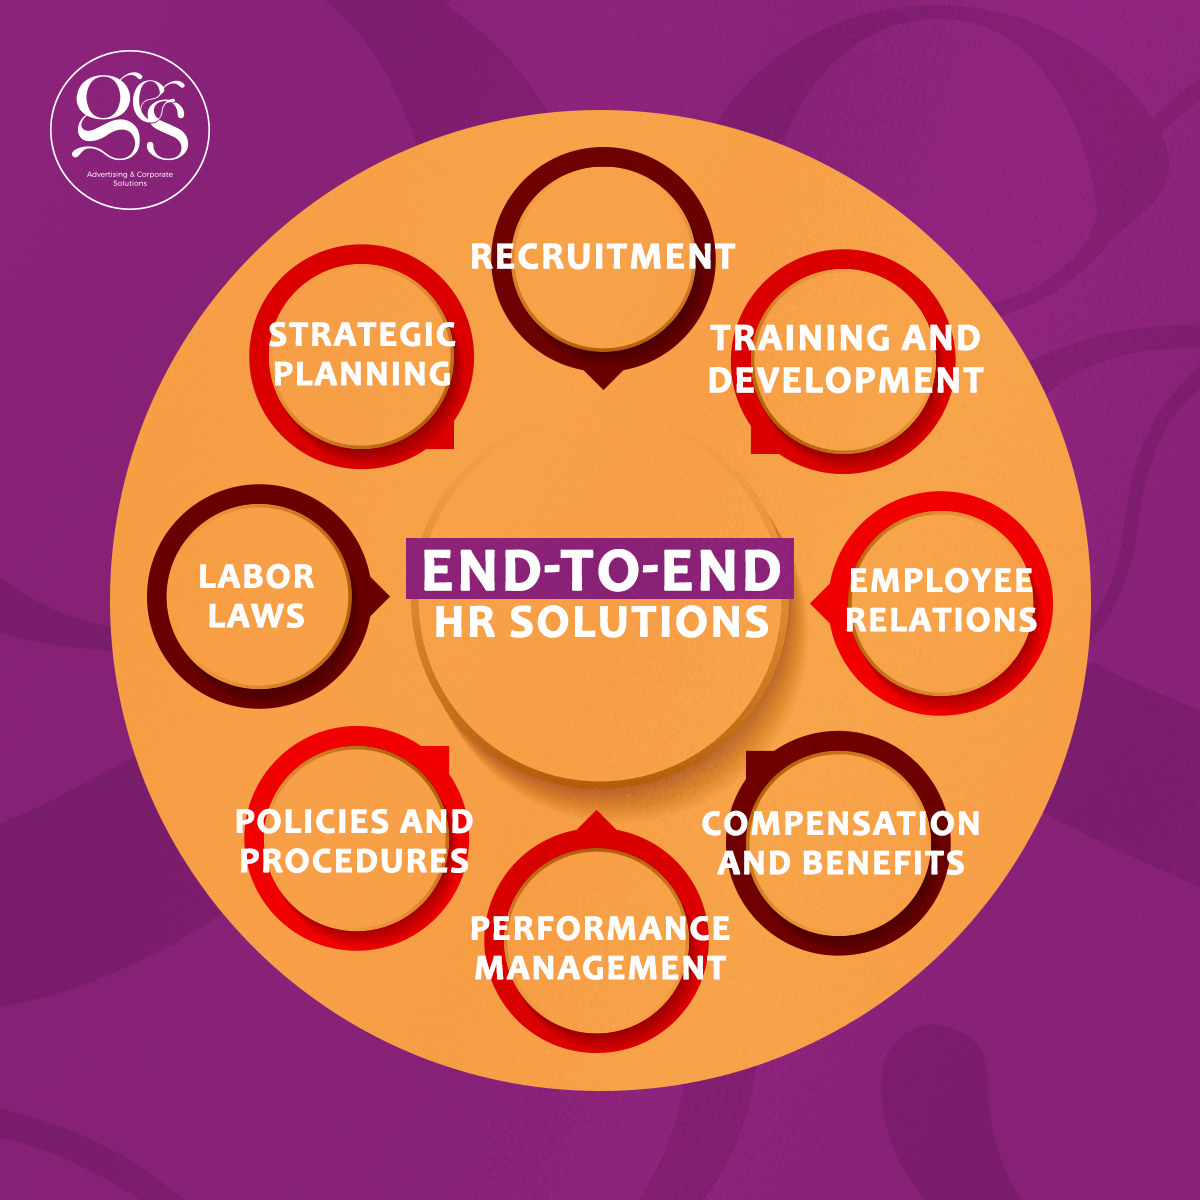 g&s
Advertising & Corporate
Solutions
RECRUITMENT
STRATEGIC
PLANNING
TRAINING AND
DEVELOPMENT
LABOR
LAWS
END-TO-END
HR SOLUTIONS
EMPLOYEE
RELATIONS
POLICIES AND
PROCEDURES
COMPENSATION
AND BENEFITS
PERFORMANCE
MANAGEMENT